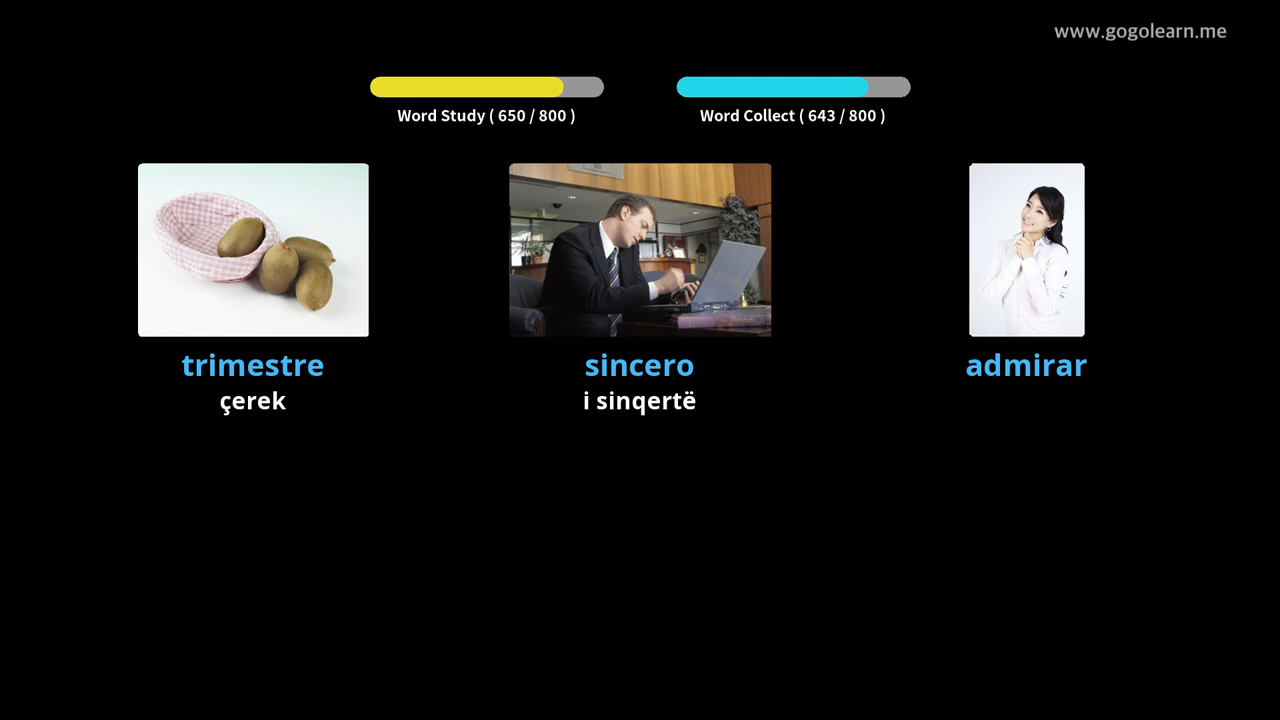 www.gogolearn.me
Word Study ( 650 / 800 )
Word Collect ( 643 / 800 )
trimestre
çerek
sincero
i sinqertë
admirar